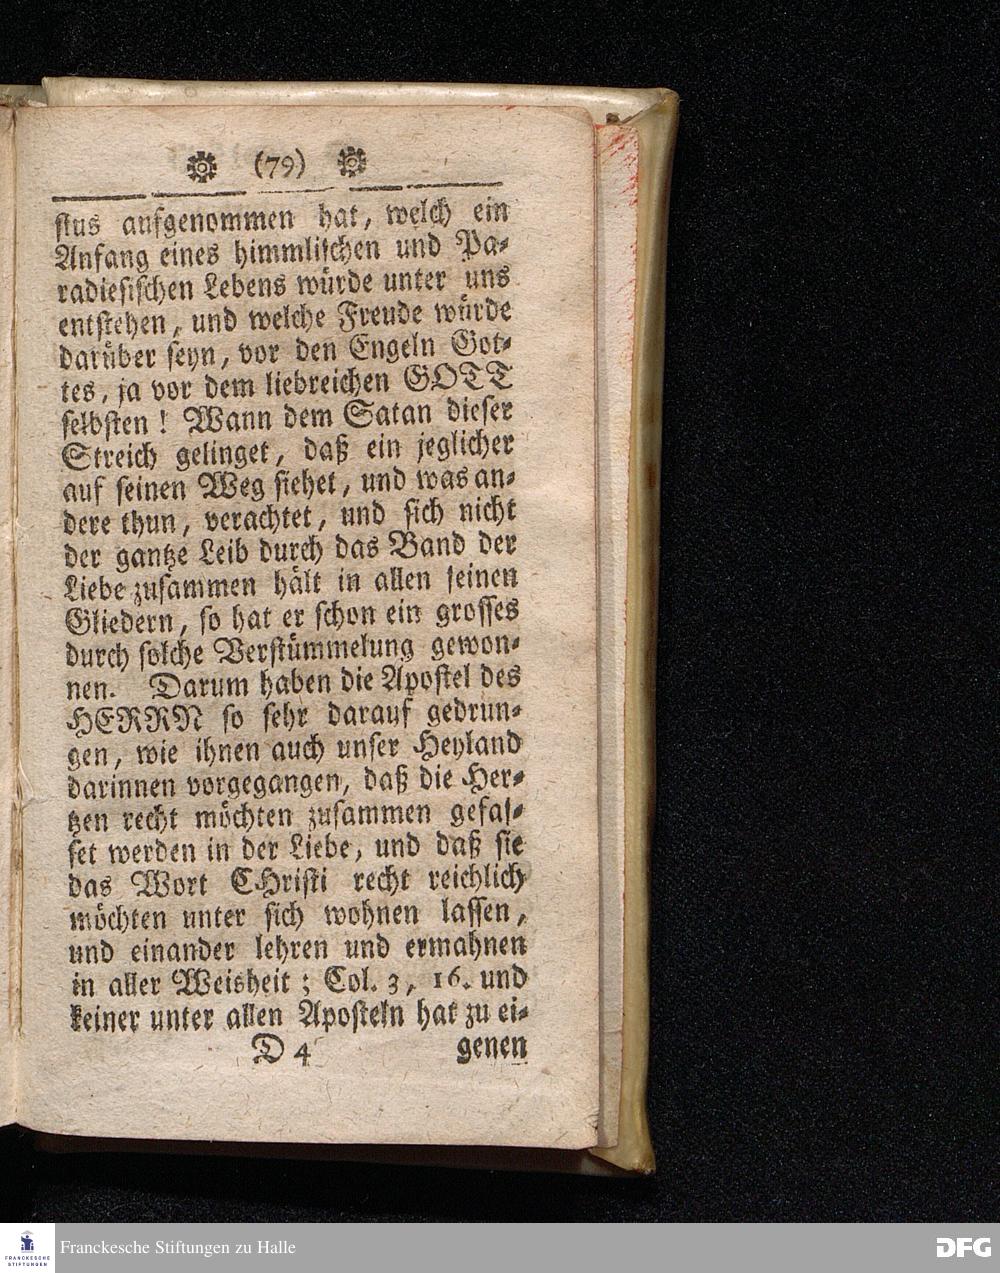 (79)
stus aufgenommen hat, welch ein
Anfang eines himmlischen und Pa-
radiesischen Lebens würde unter uns
entstehen, und welche Freude würde
darüber seyn, vor den Engeln Got-
tes, ja vor dem liebreichen GOTT
selbsten! Wann dem Satan dieser
Streich gelinget, daß ein jeglicher
auf seinen Weg siehet, und was an-
dere thun, verachtet, und sich nicht
der gantze Leib durch das Band der
Liebe zusammen hält in allen seinen
Gliedern, so hat er schon ein grosses
durch solche Verstümmelung gewon-
nen. Darum haben die Apostel des
HERRN so sehr darauf gedrun-
gen, wie ihnen auch unser Heyland
darinnen vorgegangen, daß die Her-
tzen recht möchten zusammen gefas-
set werden in der Liebe, und daß sie
das Wort CHristi recht reichlich
möchten unter sich wohnen lassen,
und einander lehren und ermahnen
in aller Weisheit; Col. 3, 16. und
keiner unter allen Aposteln hat zu ei-
D 4 genen
FRANCKESCHE
STIFTUNGEN
Franckesche Stiftungen zu Halle
DFG